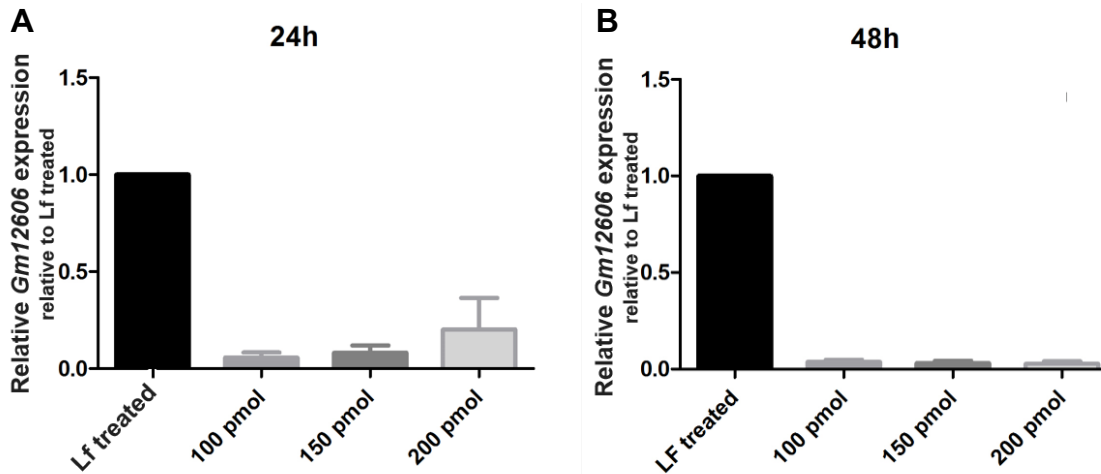 A
24h
Relative Gm12606 expression
relative to Lf treated
1.5
1.0
0.5
0.0
Lf treated
100 pmol
150 pmol
200 pmol
B
48h
Relative Gm12606 expression
relative to Lf treated
1.5
1.0
0.5
0.0
LF treated
100 pmol
150 pmol
200 pmol